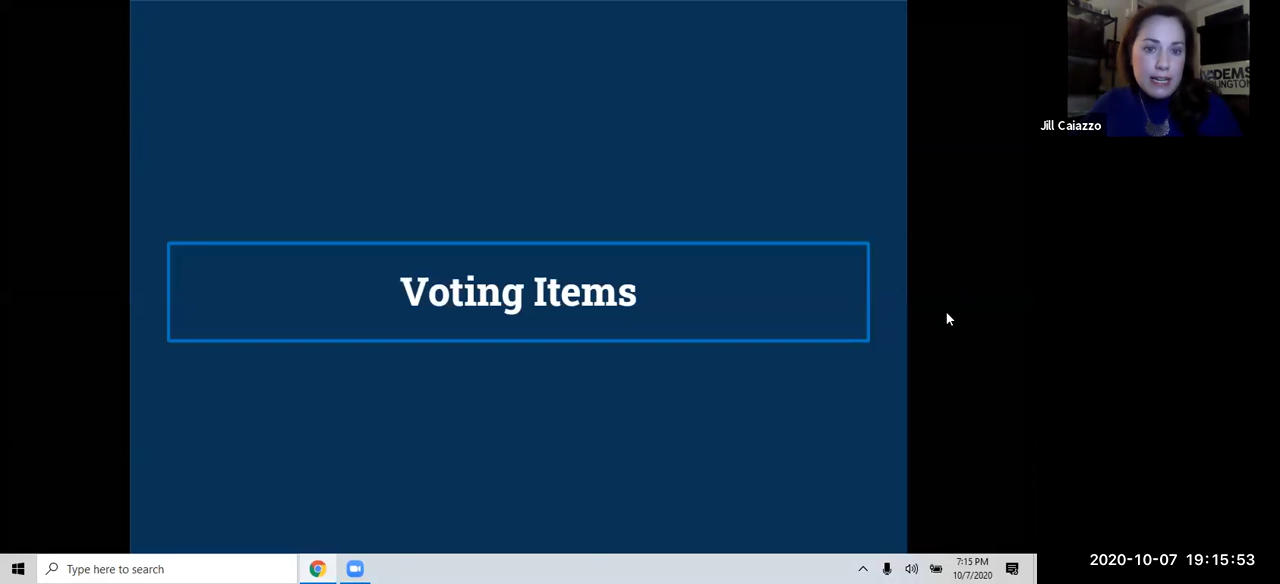 Voting Items
DEMS
Jill Caiazzo
Type here to search
7:15 PM
10/7/2020
2020-10-07 19:15:53